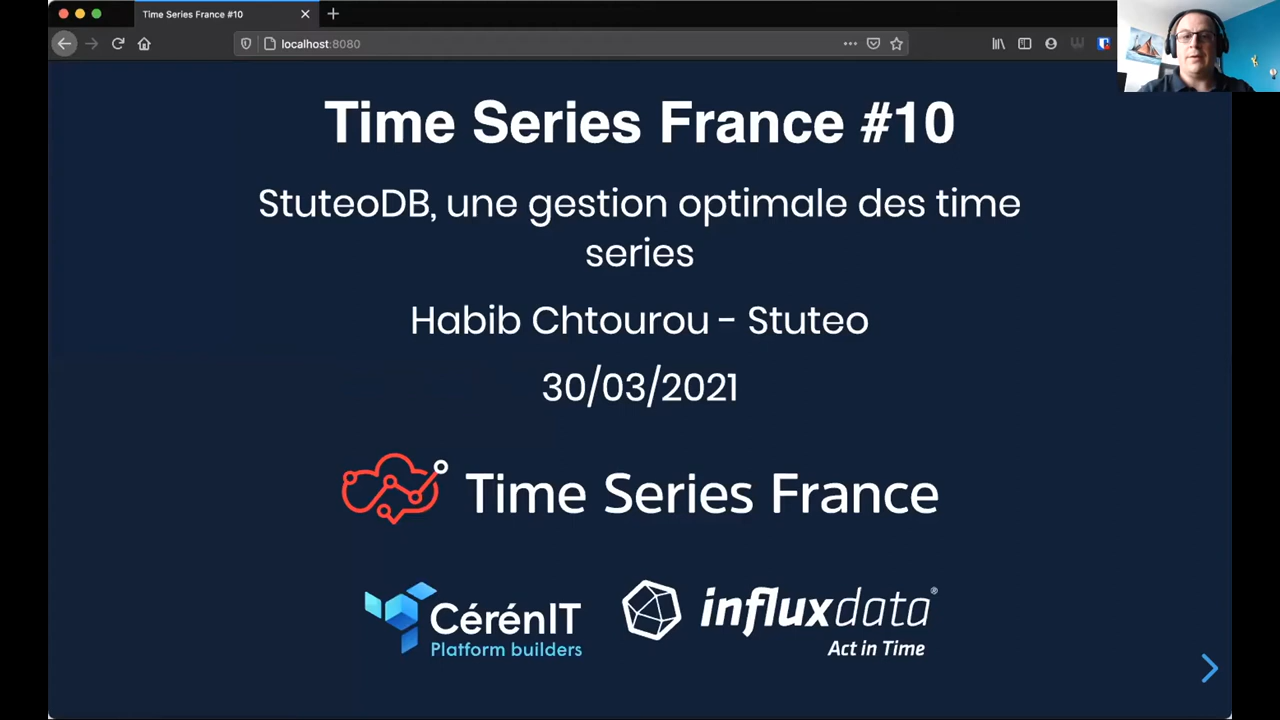 Time Series France #10
localhost:8080
Time Series France #10
StuteoDB, une gestion optimale des time
series
Habib Chtourou - Stuteo
30/03/2021
Time Series France
CérénIT
Platform builders
influxdata®
Act in Time